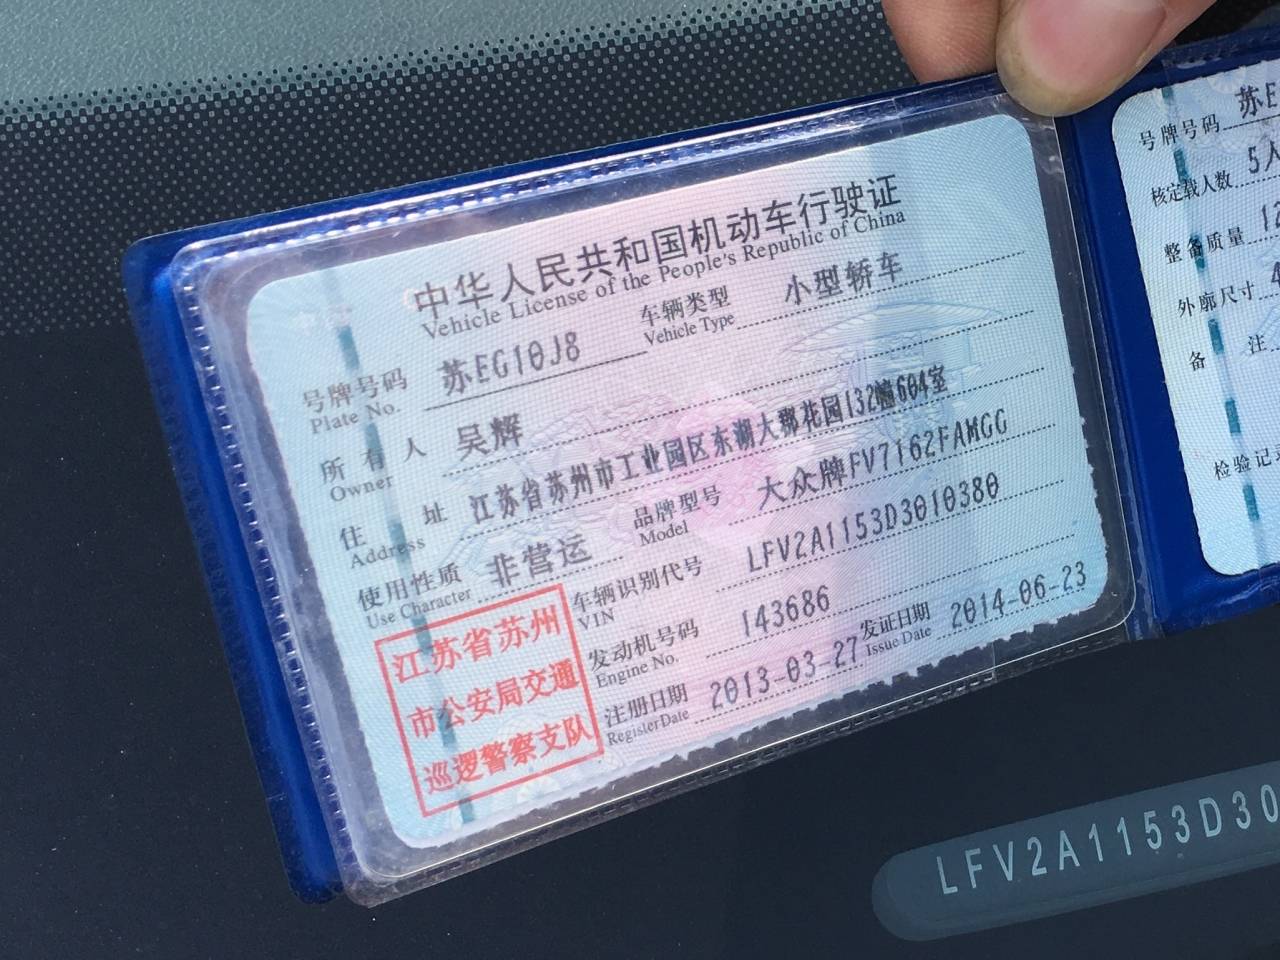 中华人民共和国机动车行驶证
Vehicle License of the People's Republic of China
号牌号码 苏EG10J8 车辆类型 小型轿车
Plate No. Vehicle Type
所有人 吴辉
Owner
住址 江苏省苏州市工业园区东湖大郡花园132幢604室
Address
使用性质 非营运 品牌型号 大众牌FV7162FAMGG
Use Character Model
车辆识别代号 LFV2A1153D3010380
VIN
发动机号码 143686
Engine No.
注册日期 2013-03-27 发证日期 2014-06-23
RegisterDate Issue Date
江苏省苏州
市公安局交通
巡逻警察支队
号牌号码 苏E
核定载人数 5人
整备质量 12
外廓尺寸 4
备注
检验记
LFV2A1153D30